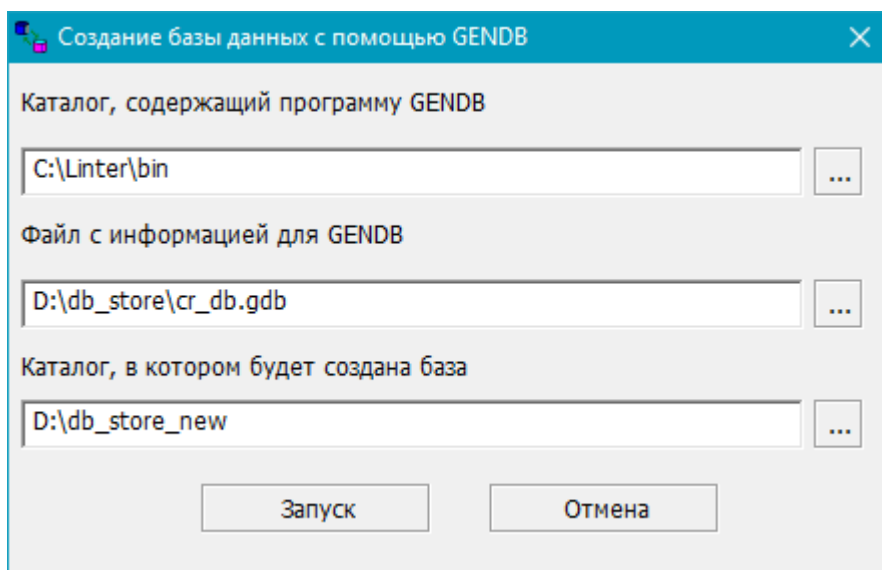 Создание базы данных с помощью GENDB
Каталог, содержащий программу GENDB
C:\Linter\bin
...
Файл с информацией для GENDB
D:\db_store\cr_db.gdb
...
Каталог, в котором будет создана база
D:\db_store_new
...
Запуск Отмена